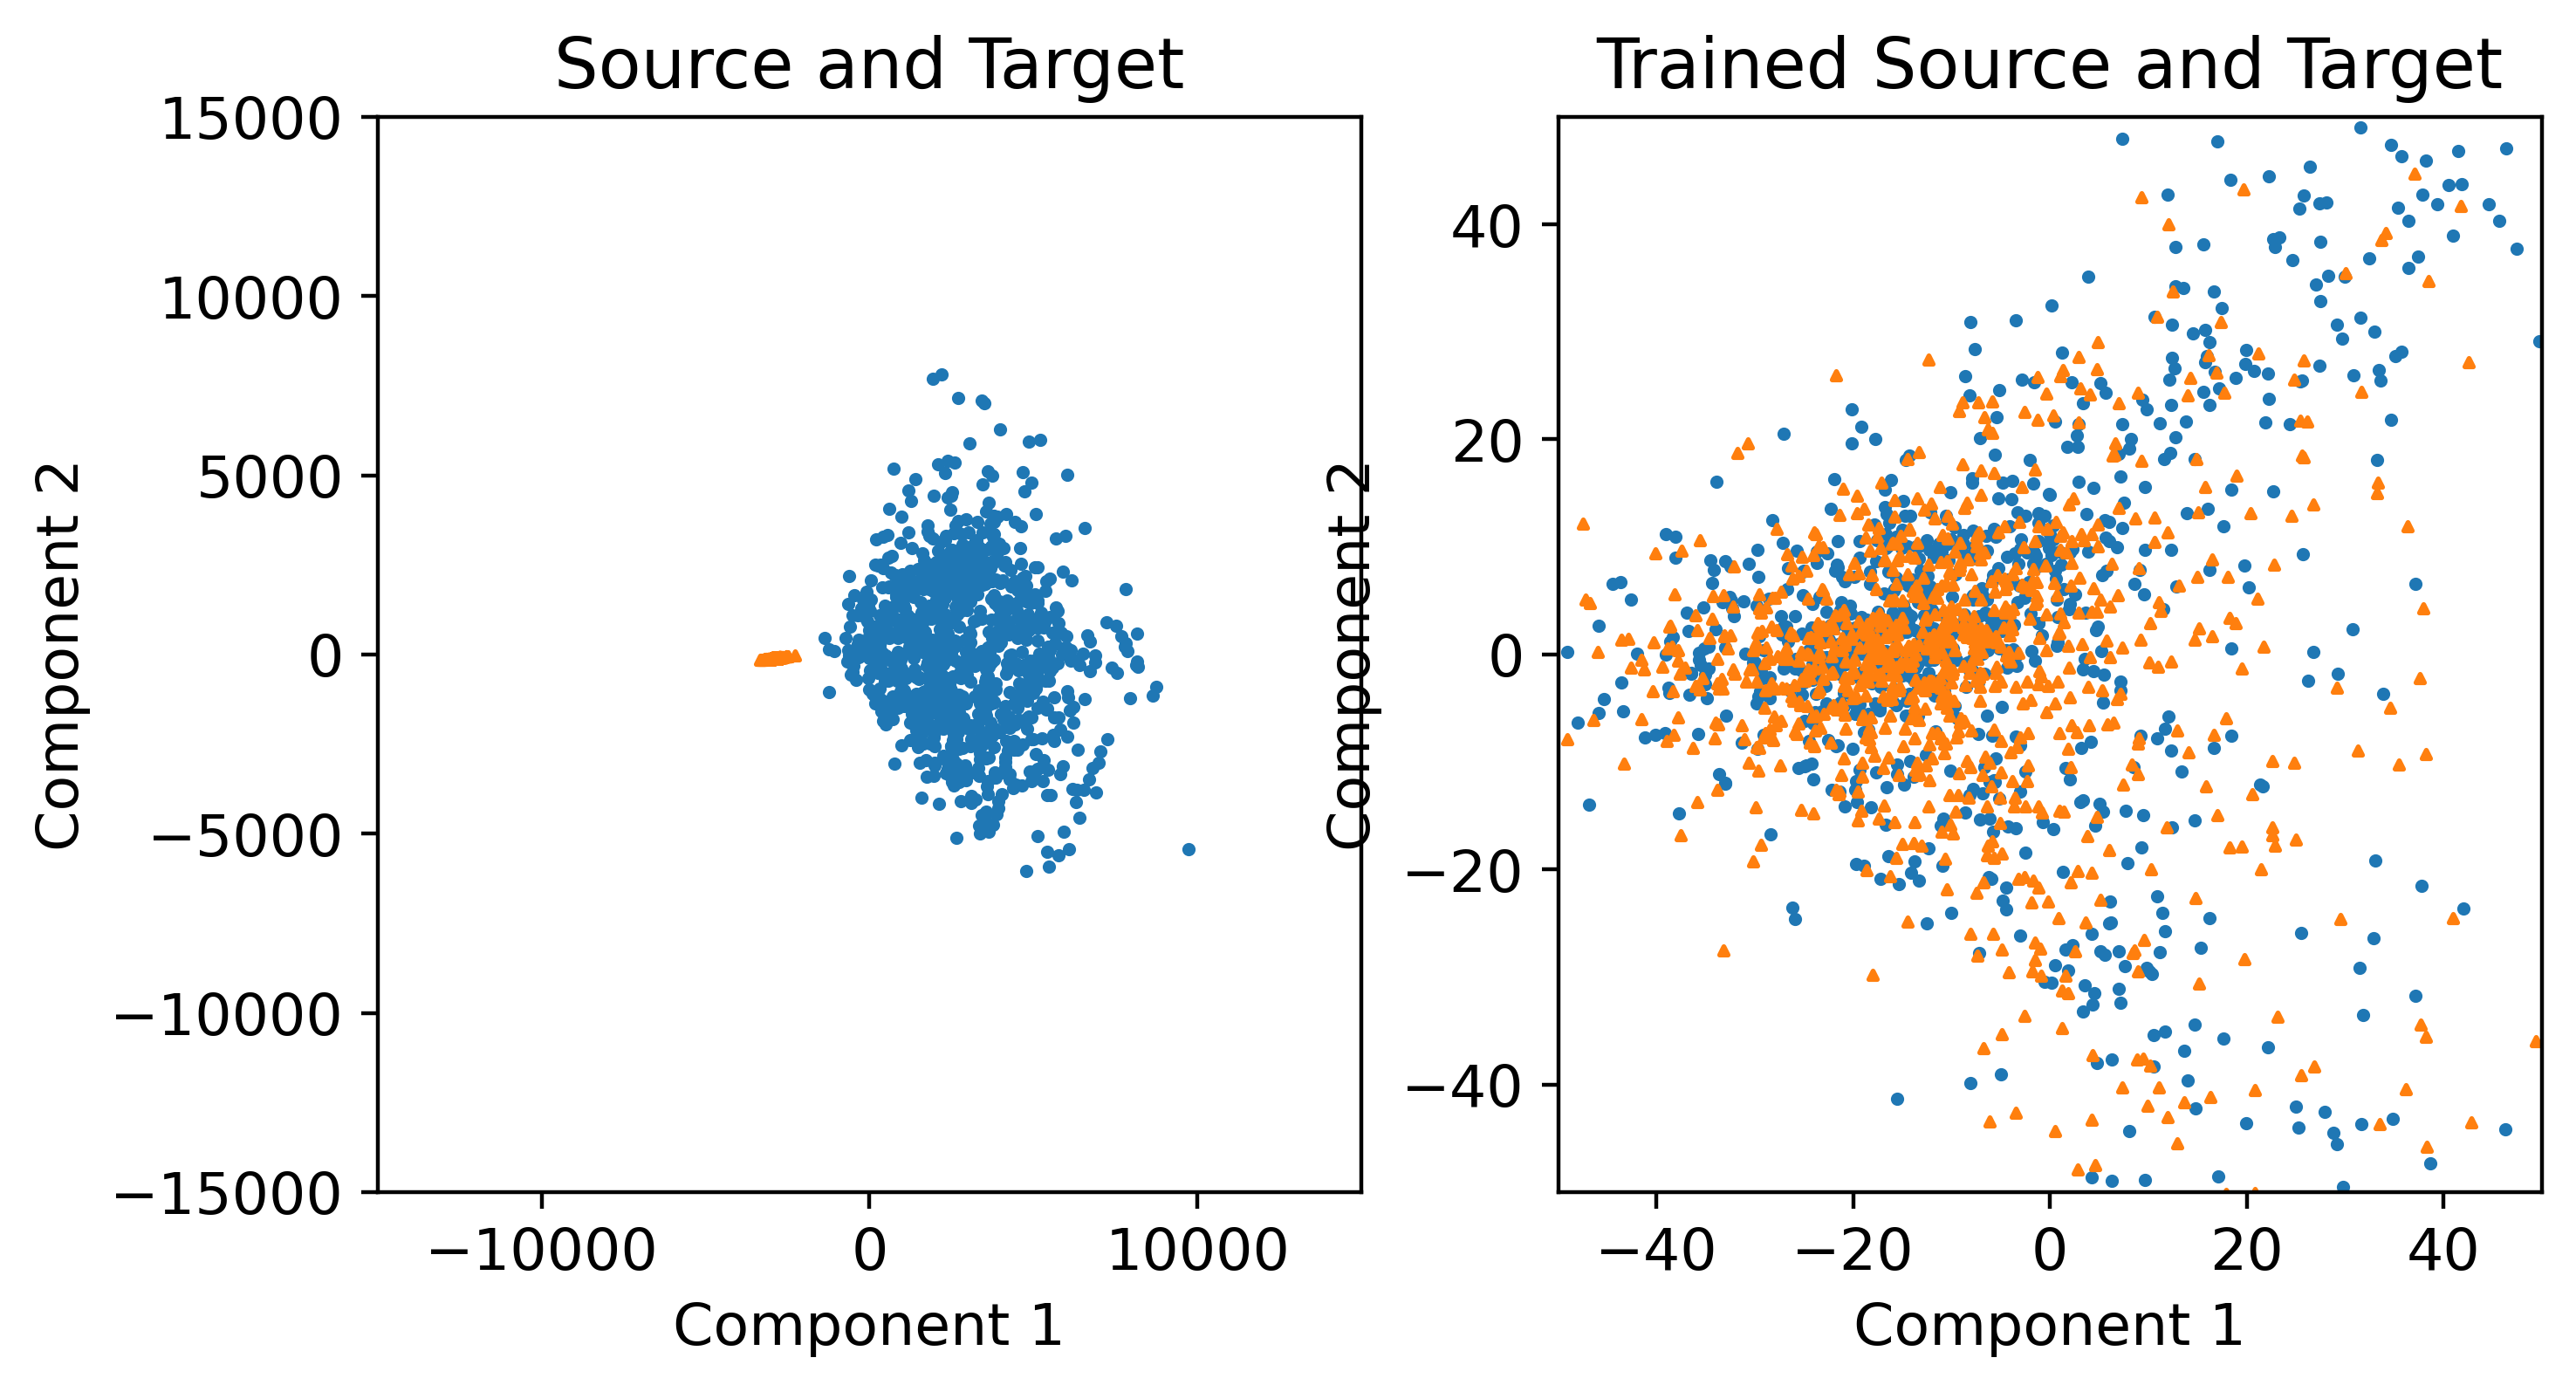 Source and Target
15000
10000
5000
0
−5000
−10000
−15000
Component 2
−10000 0 10000
Component 1
Trained Source and Target
40
20
0
−20
−40
Component 2
−40 −20 0 20 40
Component 1